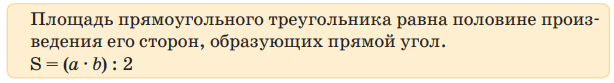 Площадь прямоугольного треугольника равна половине произ-
ведения его сторон, образующих прямой угол.
S = (a · b) : 2